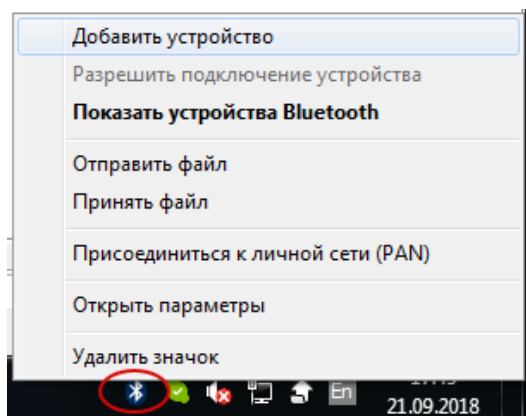 Добавить устройство
Разрешить подключение устройства
Показать устройства Bluetooth
Отправить файл
Принять файл
Присоединиться к личной сети (PAN)
Открыть параметры
Удалить значок
En
21.09.2018